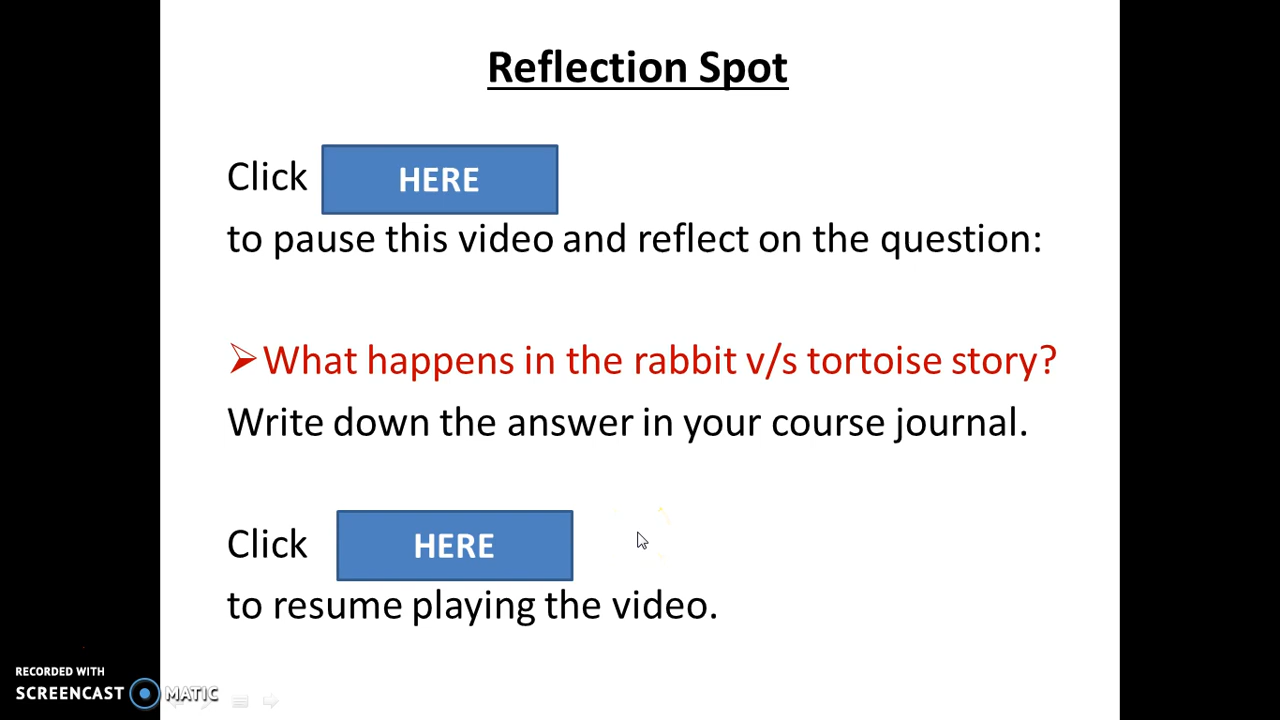 Reflection Spot
Click HERE
to pause this video and reflect on the question:
➢What happens in the rabbit v/s tortoise story?
Write down the answer in your course journal.
Click HERE
to resume playing the video.
RECORDED WITH
SCREENCAST MATIC